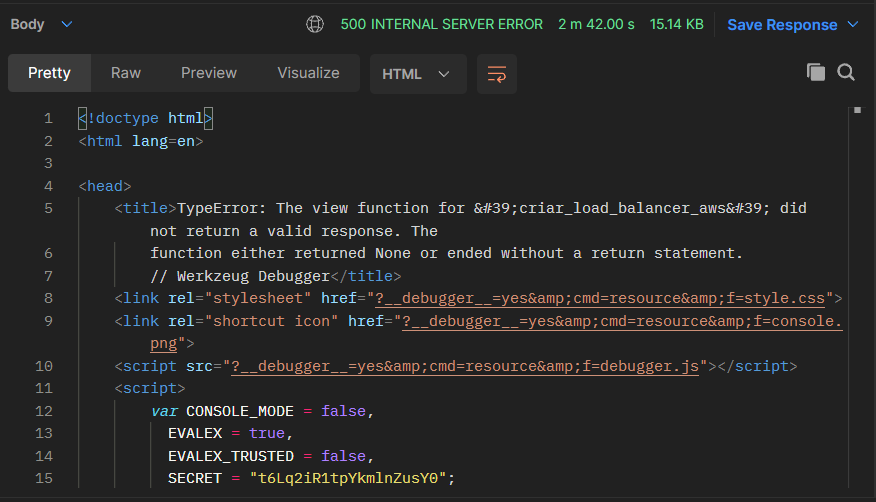 Body
500 INTERNAL SERVER ERROR 2 m 42.00 s 15.14 KB Save Response
Pretty Raw Preview Visualize HTML
1 <!doctype html>
2 <html lang=en>
3
4 <head>
5 <title>TypeError: The view function for &#39;criar_load_balancer_aws&#39; did
not return a valid response. The
6 function either returned None or ended without a return statement.
7 // Werkzeug Debugger</title>
8 <link rel="stylesheet" href="?__debugger__=yes&amp;cmd=resource&amp;f=style.css">
9 <link rel="shortcut icon" href="?__debugger__=yes&amp;cmd=resource&amp;f=console.
png">
10 <script src="?__debugger__=yes&amp;cmd=resource&amp;f=debugger.js"></script>
11 <script>
12 var CONSOLE_MODE = false,
13 EVALEX = true,
14 EVALEX_TRUSTED = false,
15 SECRET = "t6Lq2iR1tpYkmlnZusY0";